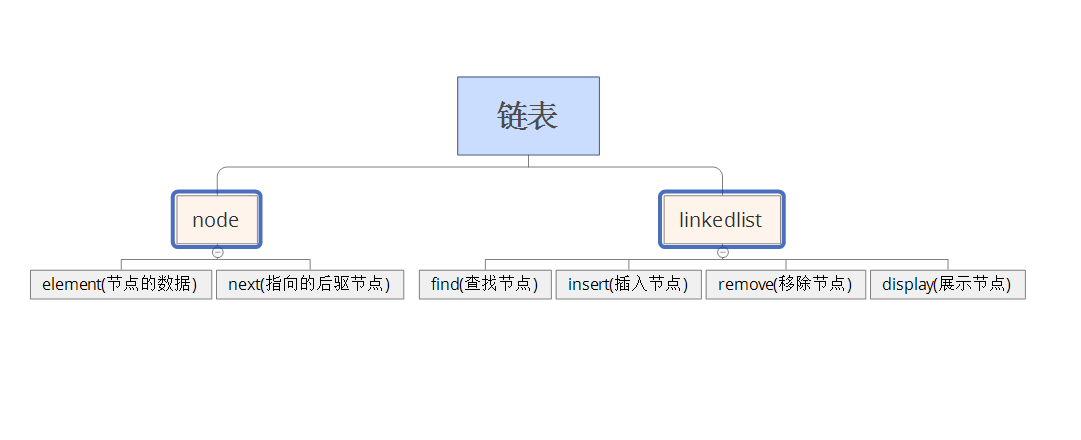 链表
node
linkedlist
element(节点的数据)
next(指向的后驱节点)
find(查找节点)
insert(插入节点)
remove(移除节点)
display(展示节点)